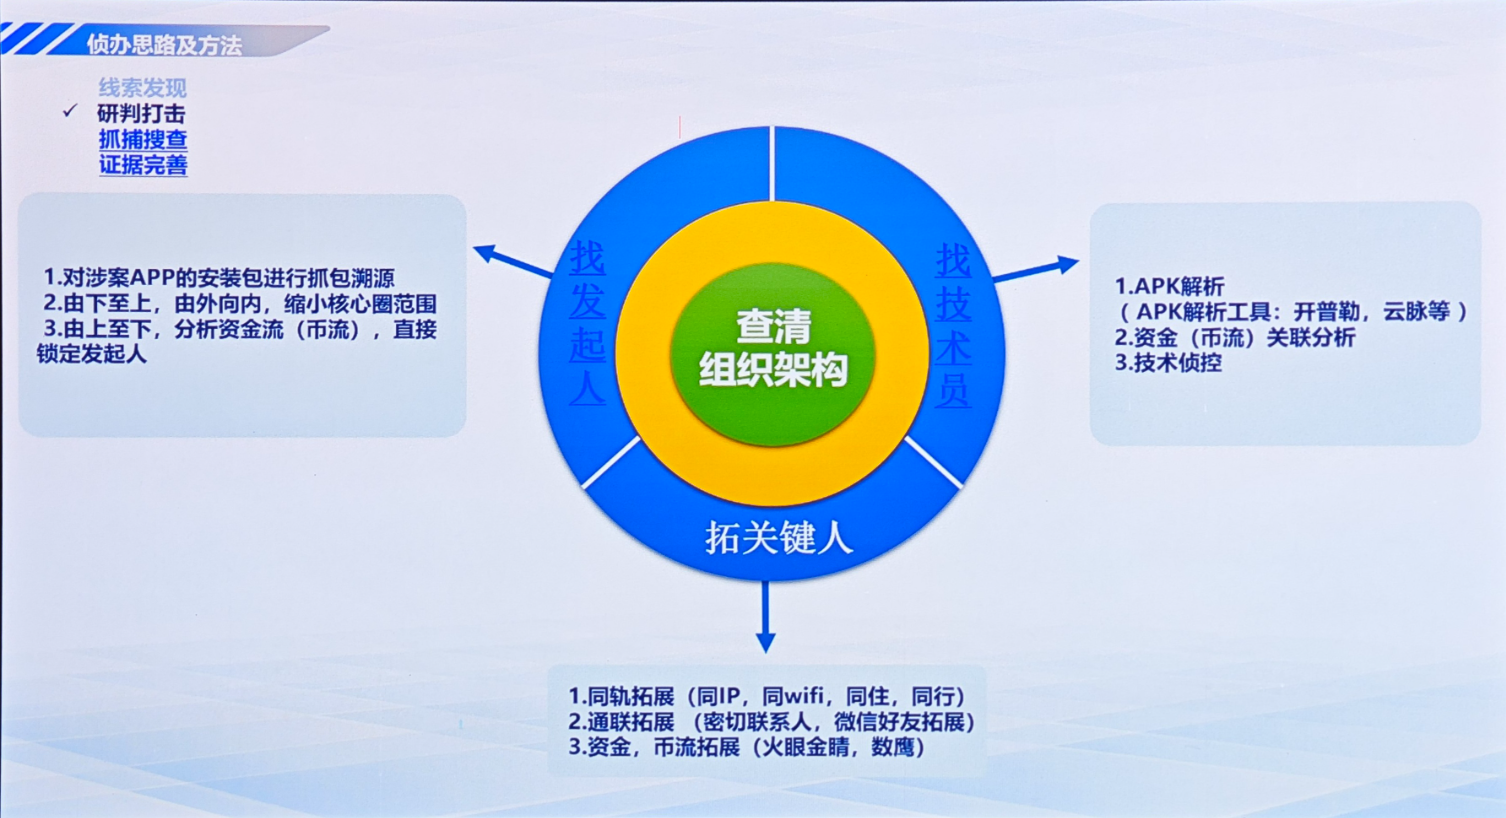 侦办思路及方法
线索发现
✓ 研判打击
抓捕搜查
证据完善
1.对涉案APP的安装包进行抓包溯源
2.由下至上，由外向内，缩小核心圈范围
3.由上至下，分析资金流（币流），直接
锁定发起人
找发起人
查清
组织架构
找技术员
拓关键人
1.APK解析
（ APK解析工具：开普勒，云脉等 ）
2.资金（币流）关联分析
3.技术侦控
1.同轨拓展（同IP，同wifi，同住，同行）
2.通联拓展 （密切联系人，微信好友拓展）
3.资金，币流拓展（火眼金睛，数鹰）